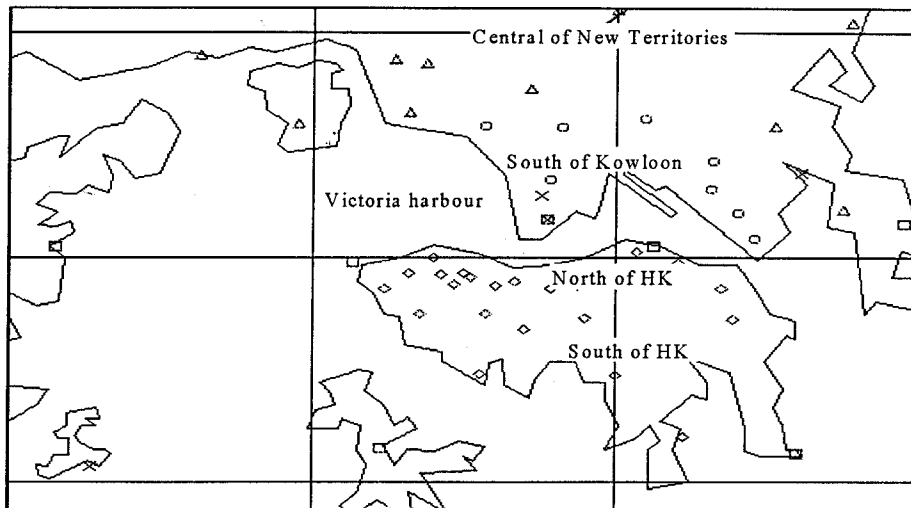 Central of New Territories
South of Kowloon
Victoria harbour
North of HK
South of HK